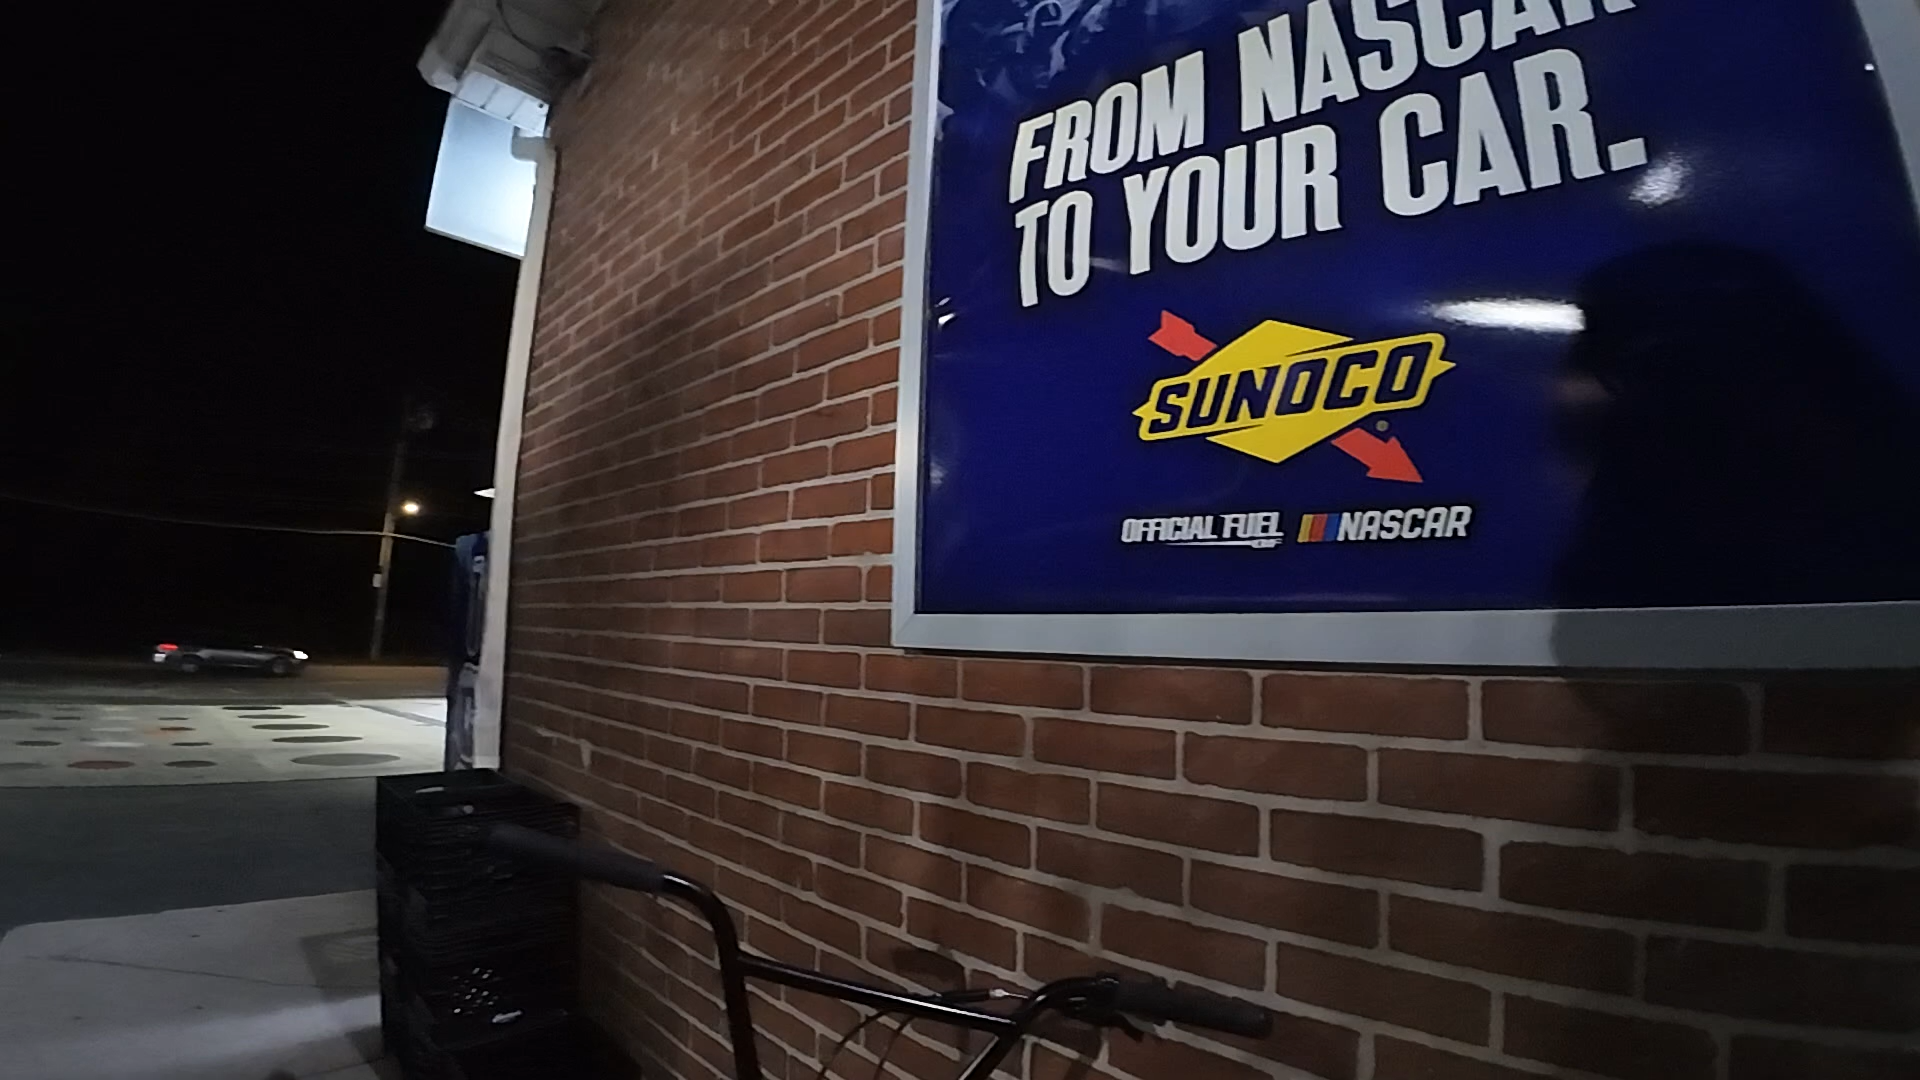 FROM NASCAR
TO YOUR CAR.
SUNOCO
OFFICIAL FUEL
NASCAR